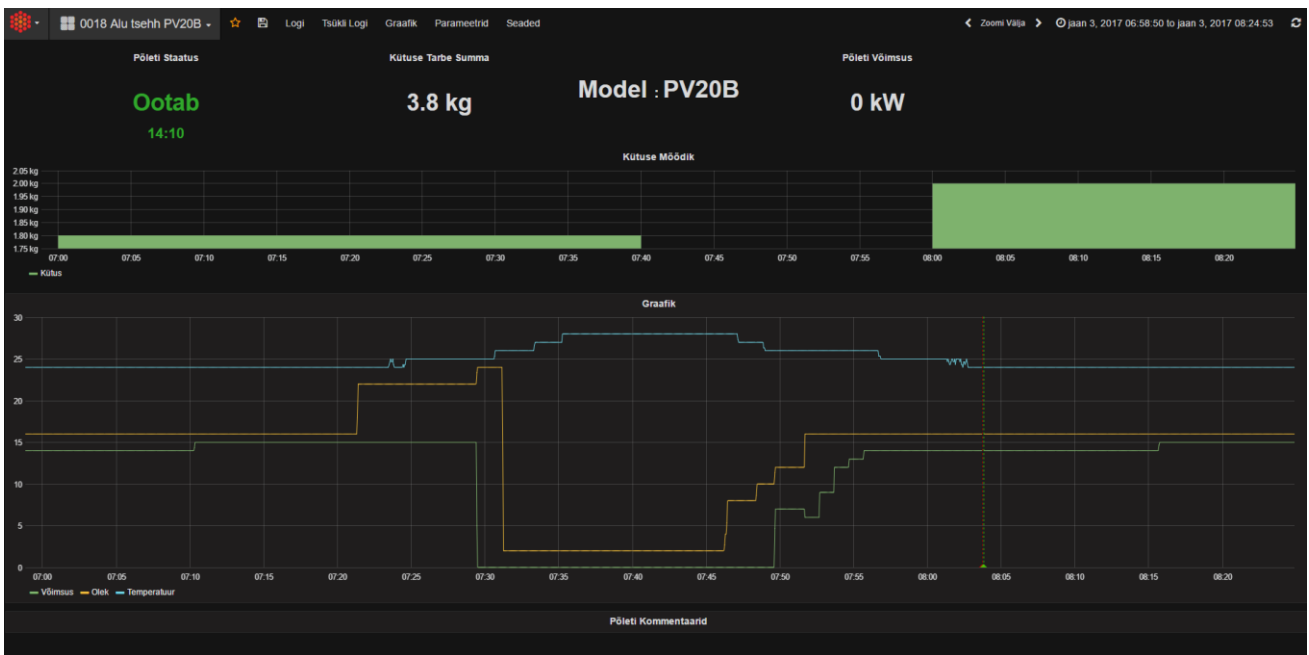 0018 Alu tsehh PV20B Logi Tsükli Logi Graafik Parameetrid Seaded Zoomi Välja jaan 3, 2017 06:58:50 to jaan 3, 2017 08:24:53
Põleti Staatus
Ootab
14:10
Kütuse Tarbe Summa
3.8 kg
Model : PV20B
Põleti Võimsus
0 kW
Kütuse Mõõdik
2.05 kg
2.00 kg
1.95 kg
1.90 kg
1.85 kg
1.80 kg
1.75 kg
07:00 07:05 07:10 07:15 07:20 07:25 07:30 07:35 07:40 07:45 07:50 07:55 08:00 08:05 08:10 08:15 08:20
Kütus
Graafik
30
25
20
15
10
5
0
07:00 07:05 07:10 07:15 07:20 07:25 07:30 07:35 07:40 07:45 07:50 07:55 08:00 08:05 08:10 08:15 08:20
Võimsus Olek Temperatuur
Põleti Kommentaarid